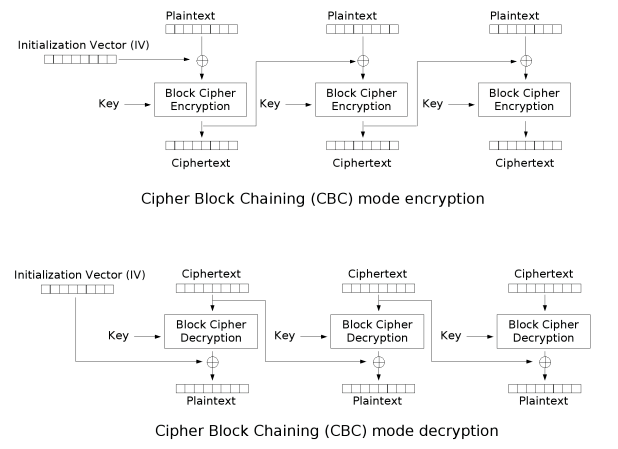 Plaintext Plaintext Plaintext
Initialization Vector (IV)
Key Block Cipher Encryption Key Block Cipher Encryption Key Block Cipher Encryption
Ciphertext Ciphertext Ciphertext
Cipher Block Chaining (CBC) mode encryption
Initialization Vector (IV) Ciphertext Ciphertext Ciphertext
Key Block Cipher Decryption Key Block Cipher Decryption Key Block Cipher Decryption
Plaintext Plaintext Plaintext
Cipher Block Chaining (CBC) mode decryption